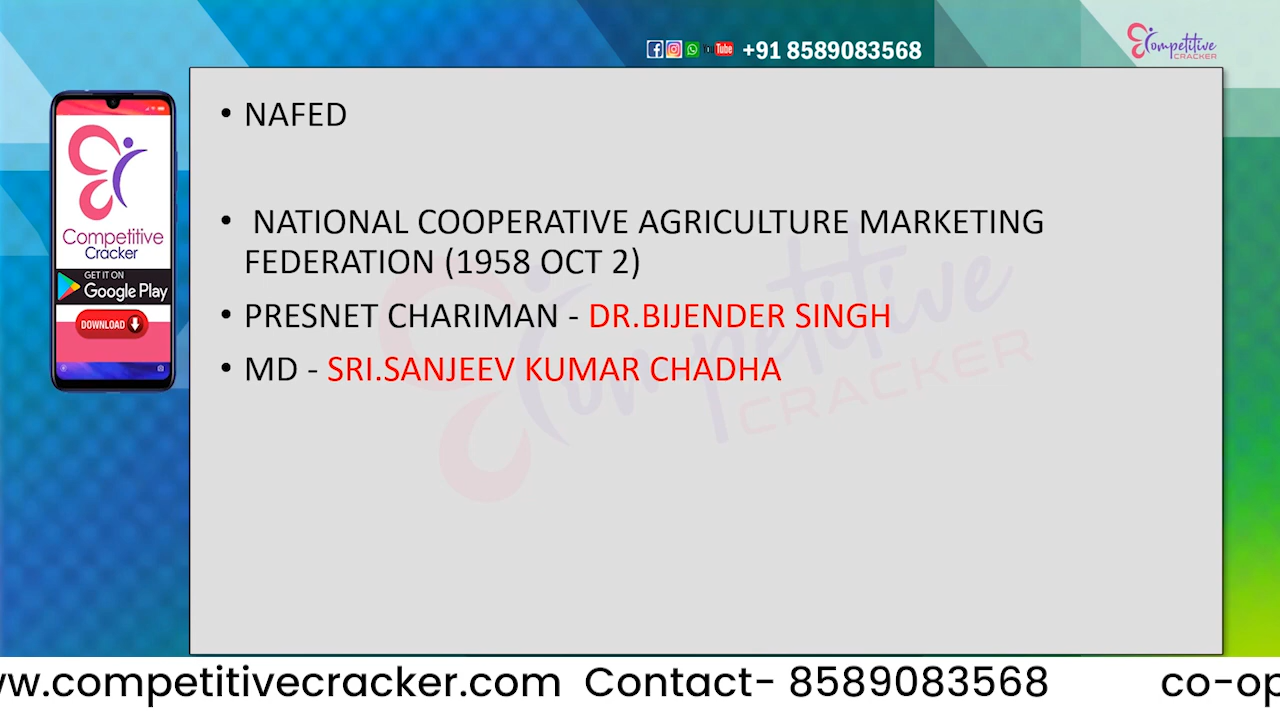 +91 8589083568
Competitive
CRACKER
• NAFED
• NATIONAL COOPERATIVE AGRICULTURE MARKETING
FEDERATION (1958 OCT 2)
• PRESNET CHARIMAN - DR.BIJENDER SINGH
• MD - SRI.SANJEEV KUMAR CHADHA
Competitive
CRACKER
Competitive
Cracker
GET IT ON
Google Play
DOWNLOAD
ww.competitivecracker.com Contact- 8589083568 co-op